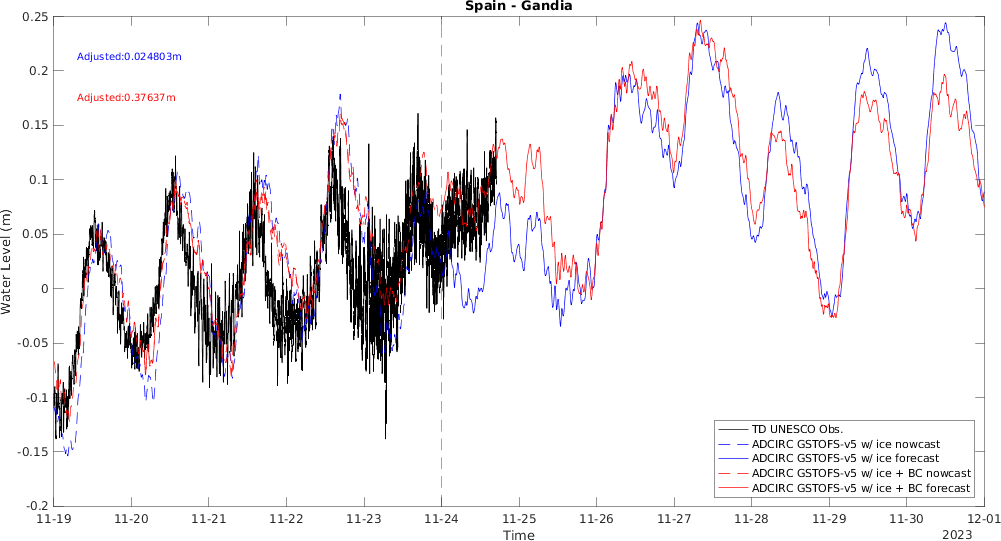 Spain - Gandia
0.25
0.2
0.15
0.1
0.05
0
-0.05
-0.1
-0.15
-0.2
Water Level (m)
Adjusted:0.024803m
Adjusted:0.37637m
TD UNESCO Obs.
ADCIRC GSTOFS-v5 w/ ice nowcast
ADCIRC GSTOFS-v5 w/ ice forecast
ADCIRC GSTOFS-v5 w/ ice + BC nowcast
ADCIRC GSTOFS-v5 w/ ice + BC forecast
11-19 11-20 11-21 11-22 11-23 11-24 11-25 11-26 11-27 11-28 11-29 11-30 12-01
Time
2023